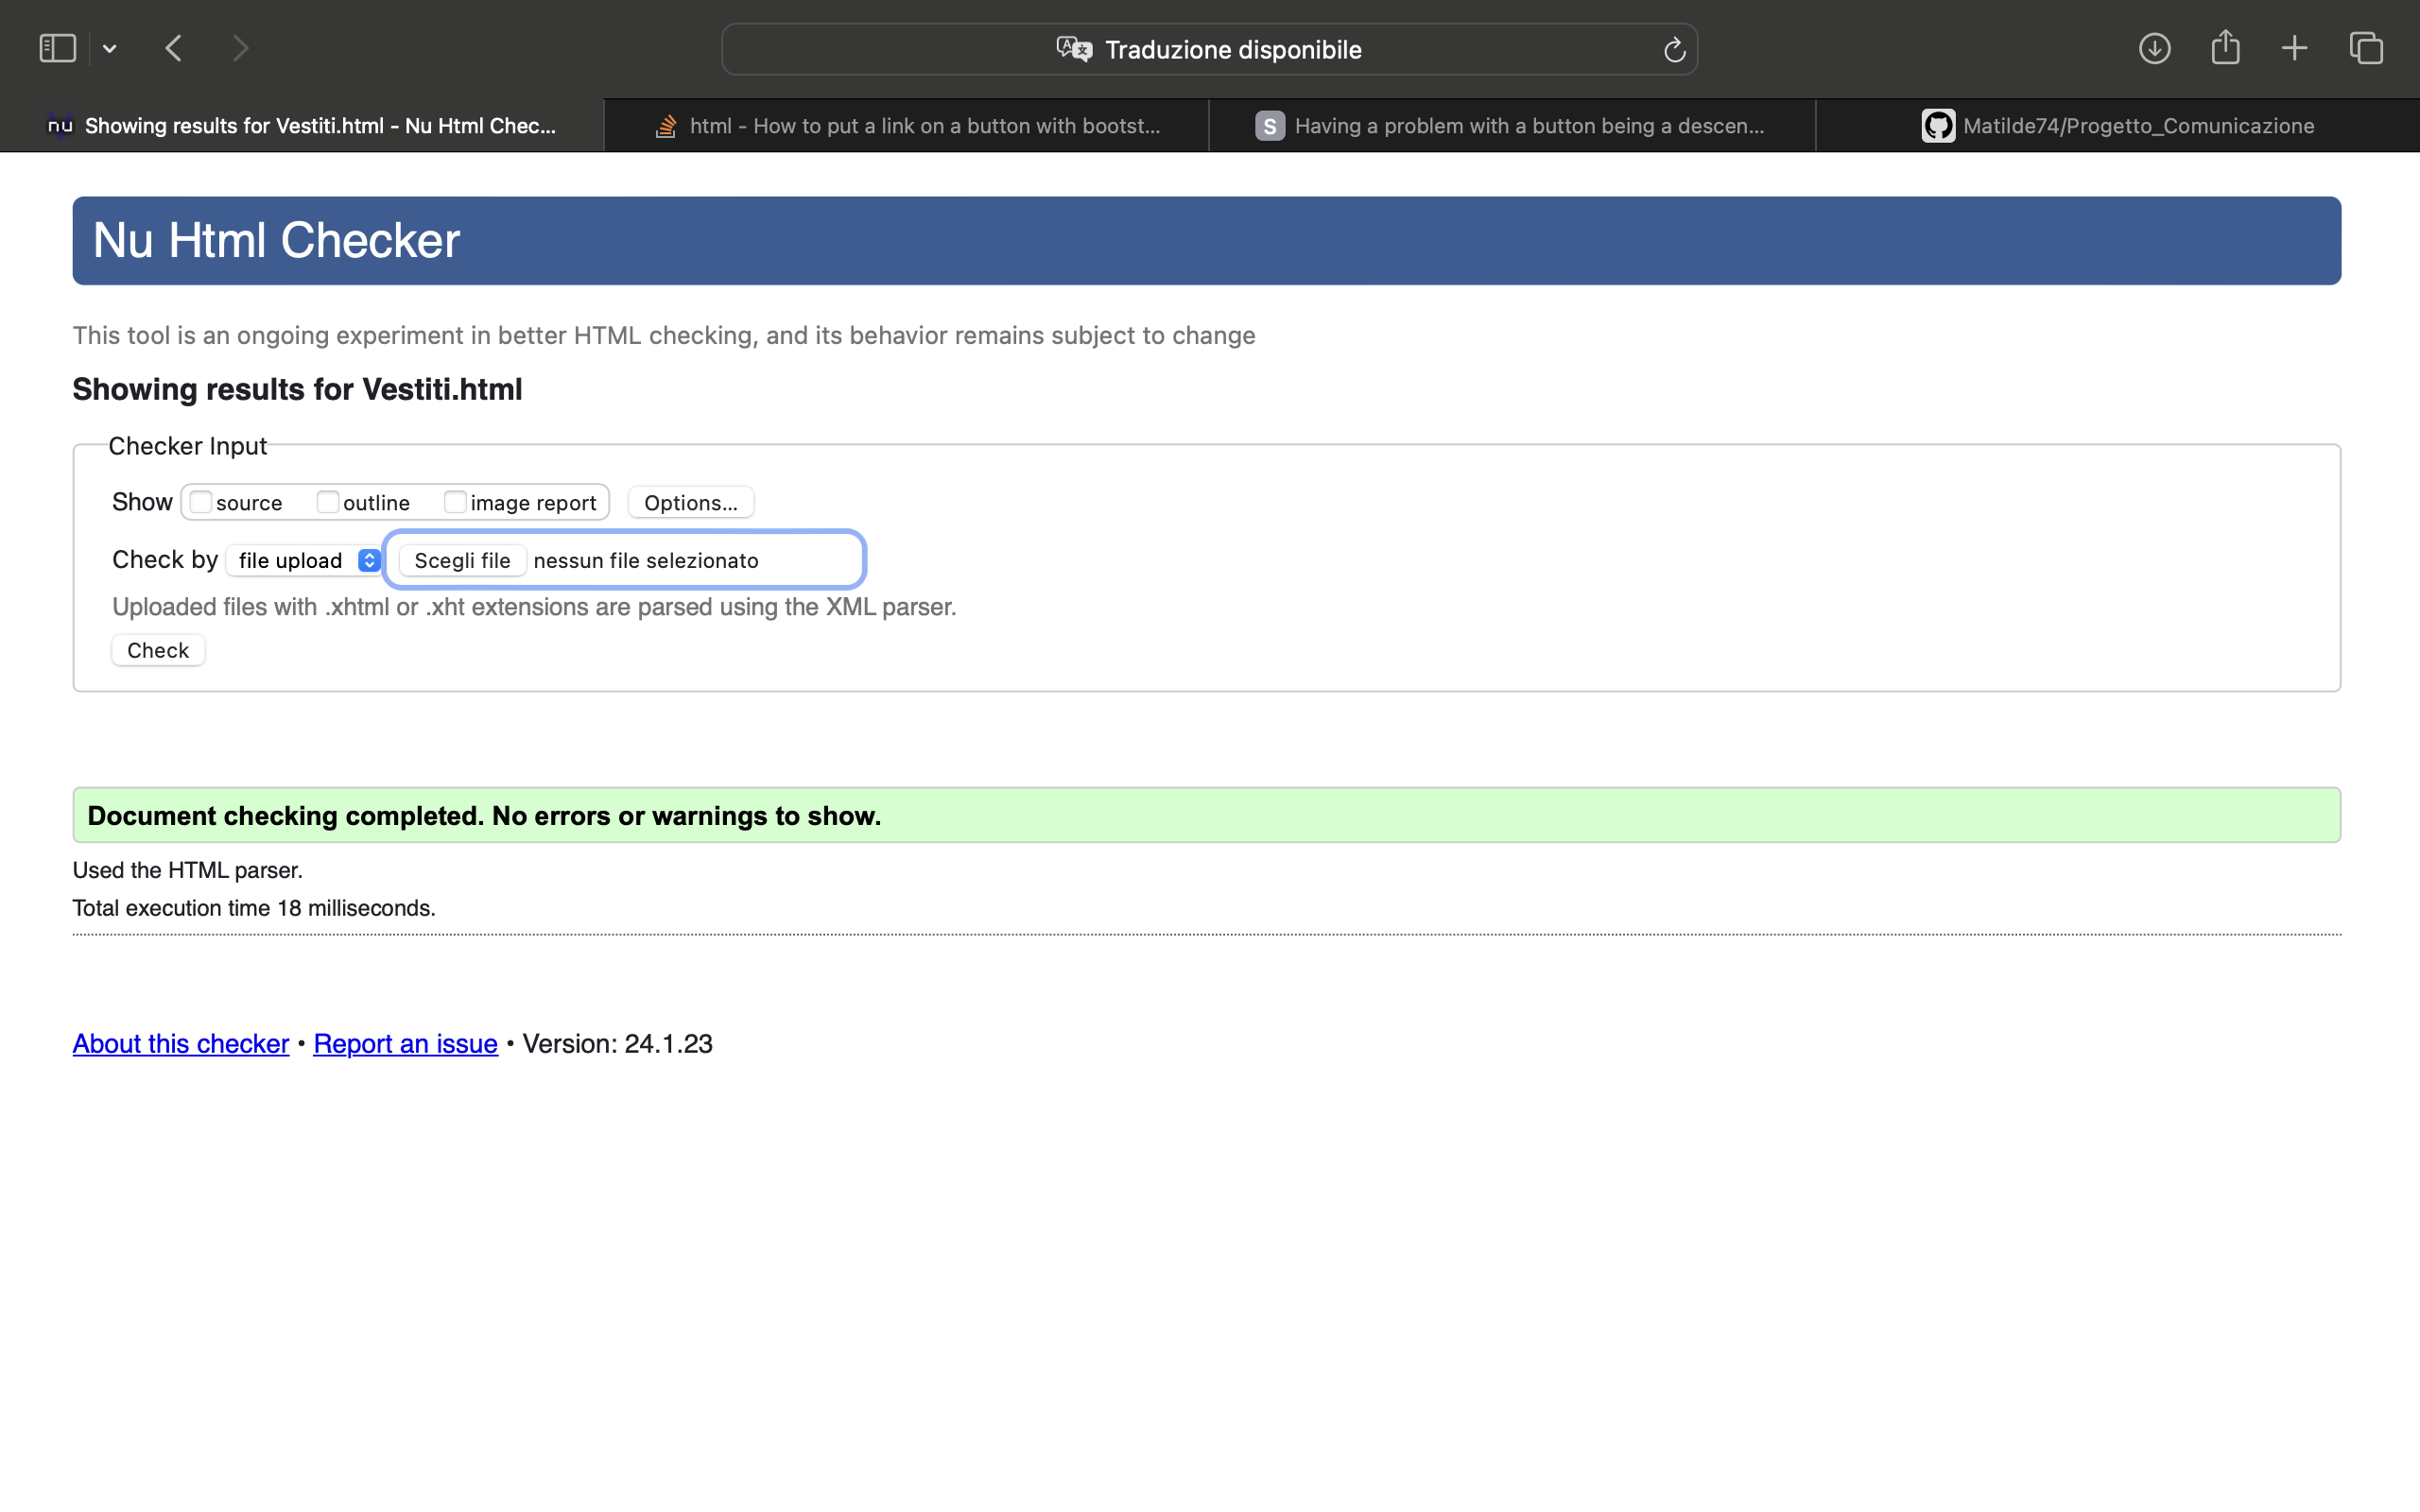 Traduzione disponibile
nu Showing results for Vestiti.html - Nu Html Chec...
html - How to put a link on a button with bootst...
S Having a problem with a button being a descen...
Matilde74/Progetto_Comunicazione
Nu Html Checker
This tool is an ongoing experiment in better HTML checking, and its behavior remains subject to change
Showing results for Vestiti.html
Checker Input
Show source outline image report Options...
Check by file upload Scegli file nessun file selezionato
Uploaded files with .xhtml or .xht extensions are parsed using the XML parser.
Check
Document checking completed. No errors or warnings to show.
Used the HTML parser.
Total execution time 18 milliseconds.
About this checker • Report an issue • Version: 24.1.23